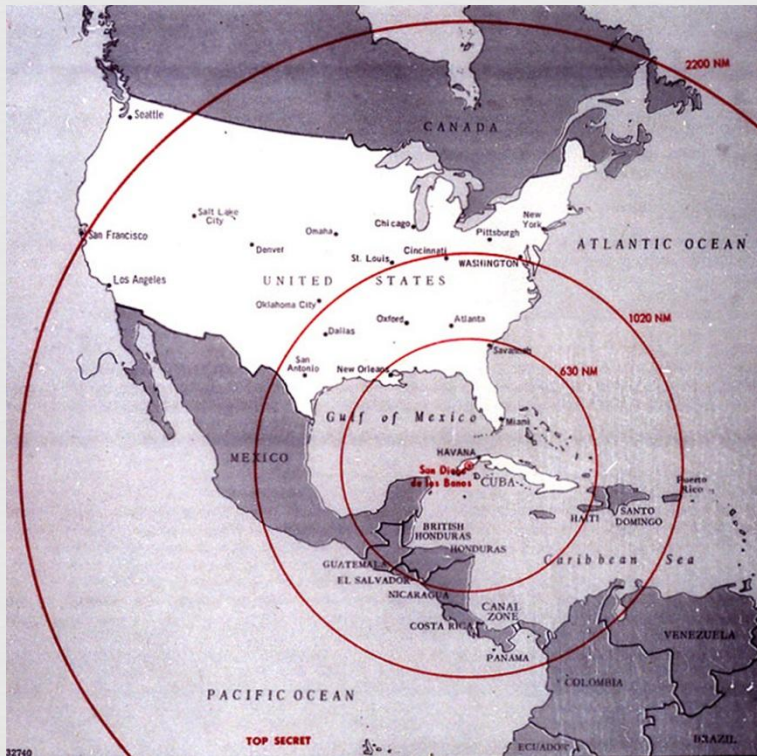 2200 NM
Seattle
CANADA
Salt Lake
City
San Francisco
Omaha
Chicago
New
York
Pittsburgh
Denver
Cincinnati
St. Louis
WASHINGTON
ATLANTIC OCEAN
Los Angeles
UNITED STATES
Oklahoma City
1020 NM
Oxford
Atlanta
Dallas
Savannah
San
Antonio
New Orleans
630 NM
Gulf of Mexico
Miami
HAVANA
MEXICO
San Diego
de los Banos
CUBA
Puerto
Rico
HAITI
SANTO
DOMINGO
BRITISH
HONDURAS
HONDURAS
Caribbean Sea
GUATEMALA
EL SALVADOR
NICARAGUA
CANAL
ZONE
COSTA RICA
VENEZUELA
PANAMA
COLOMBIA
PACIFIC OCEAN
TOP SECRET
BRAZIL
ECUADOR
32740